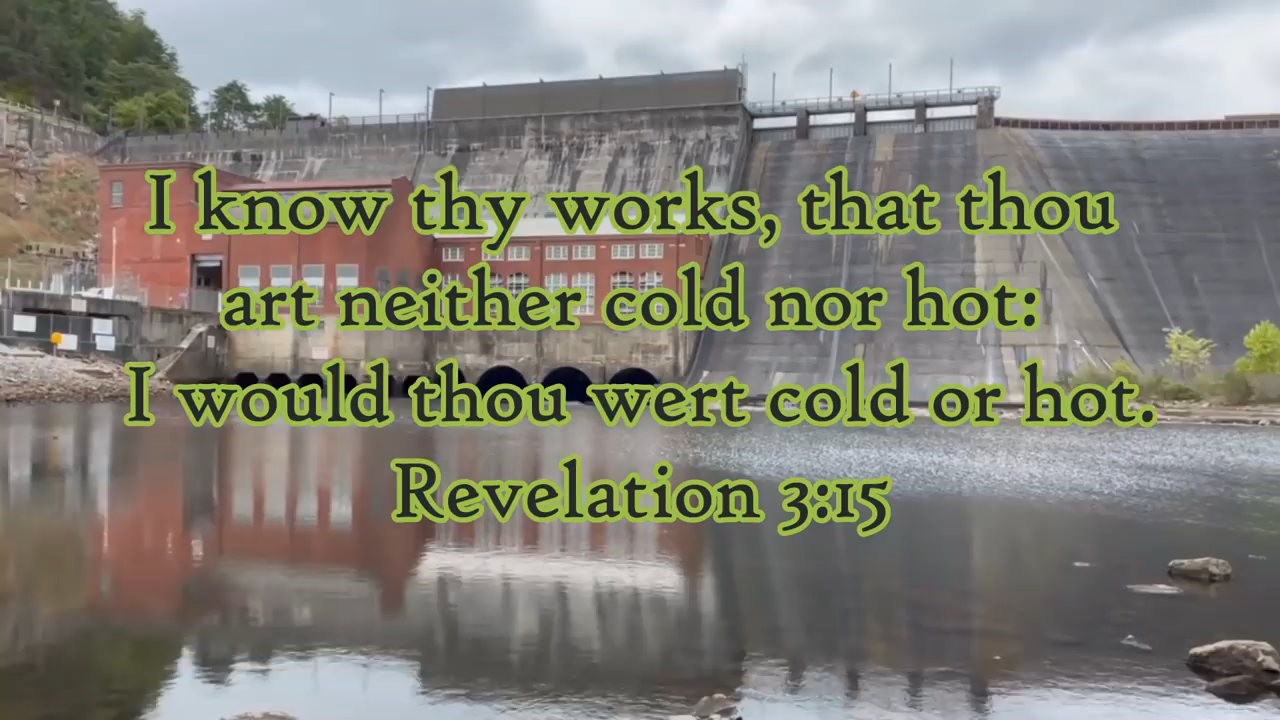 I know thy works, that thou
art neither cold nor hot:
I would thou wert cold or hot.
Revelation 3:15